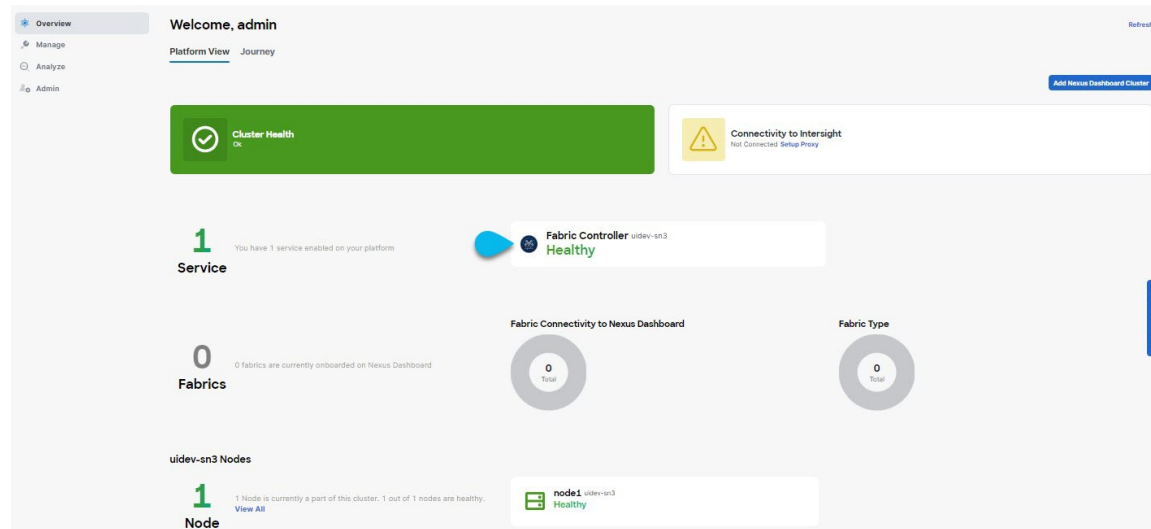 Overview
Manage
Analyze
Admin
Welcome, admin
Refresh
Platform View Journey
Add Nexus Dashboard Cluster
Cluster Health
Ok
Connectivity to Intersight
Not Connected Setup Proxy
1
Service
You have 1 service enabled on your platform
Fabric Controller uidev-sn3
Healthy
0
Fabrics
0 fabrics are currently onboarded on Nexus Dashboard
Fabric Connectivity to Nexus Dashboard
0
Total
Fabric Type
0
Total
uidev-sn3 Nodes
1
Node
1 Node is currently a part of this cluster. 1 out of 1 nodes are healthy.
View All
node1 uidev-sn3
Healthy